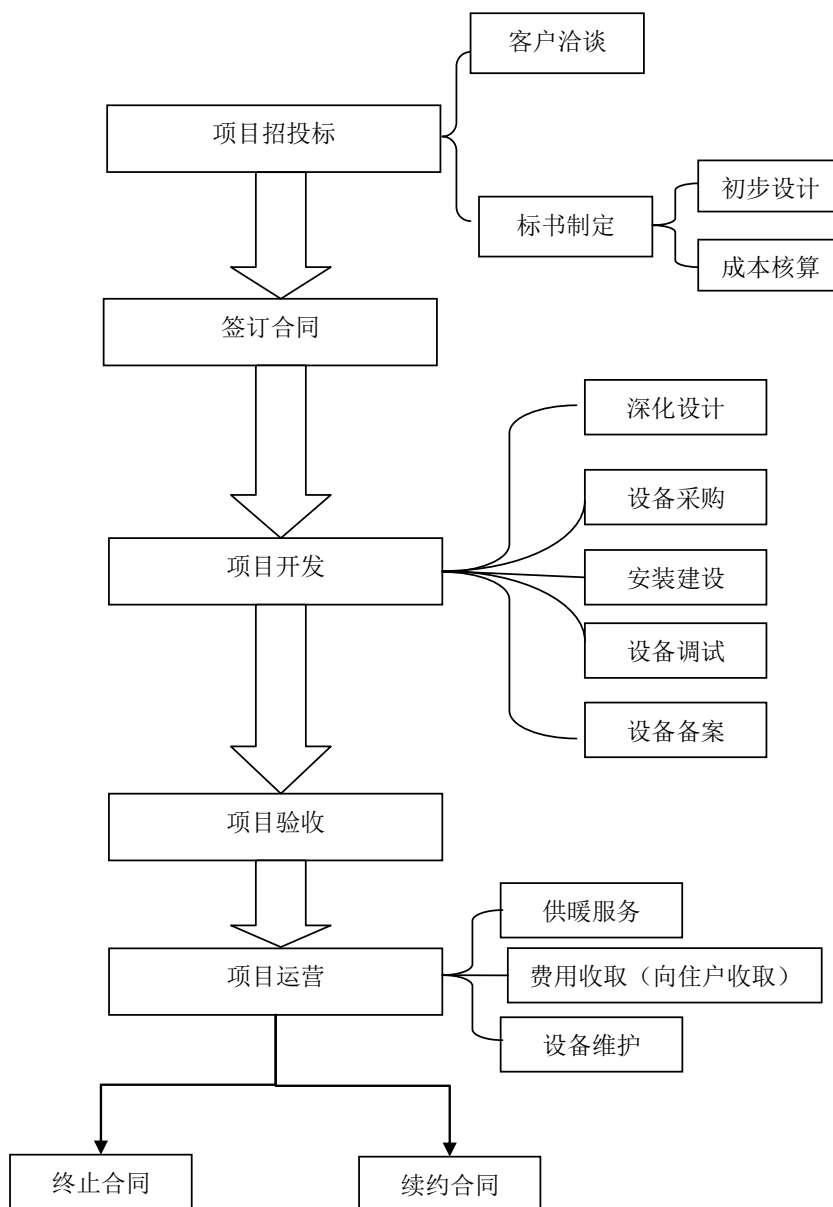 客户洽谈
项目招投标
初步设计
标书制定
成本核算
签订合同
深化设计
设备采购
项目开发
安装建设
设备调试
设备备案
项目验收
供暖服务
项目运营
费用收取（向住户收取）
设备维护
终止合同
续约合同